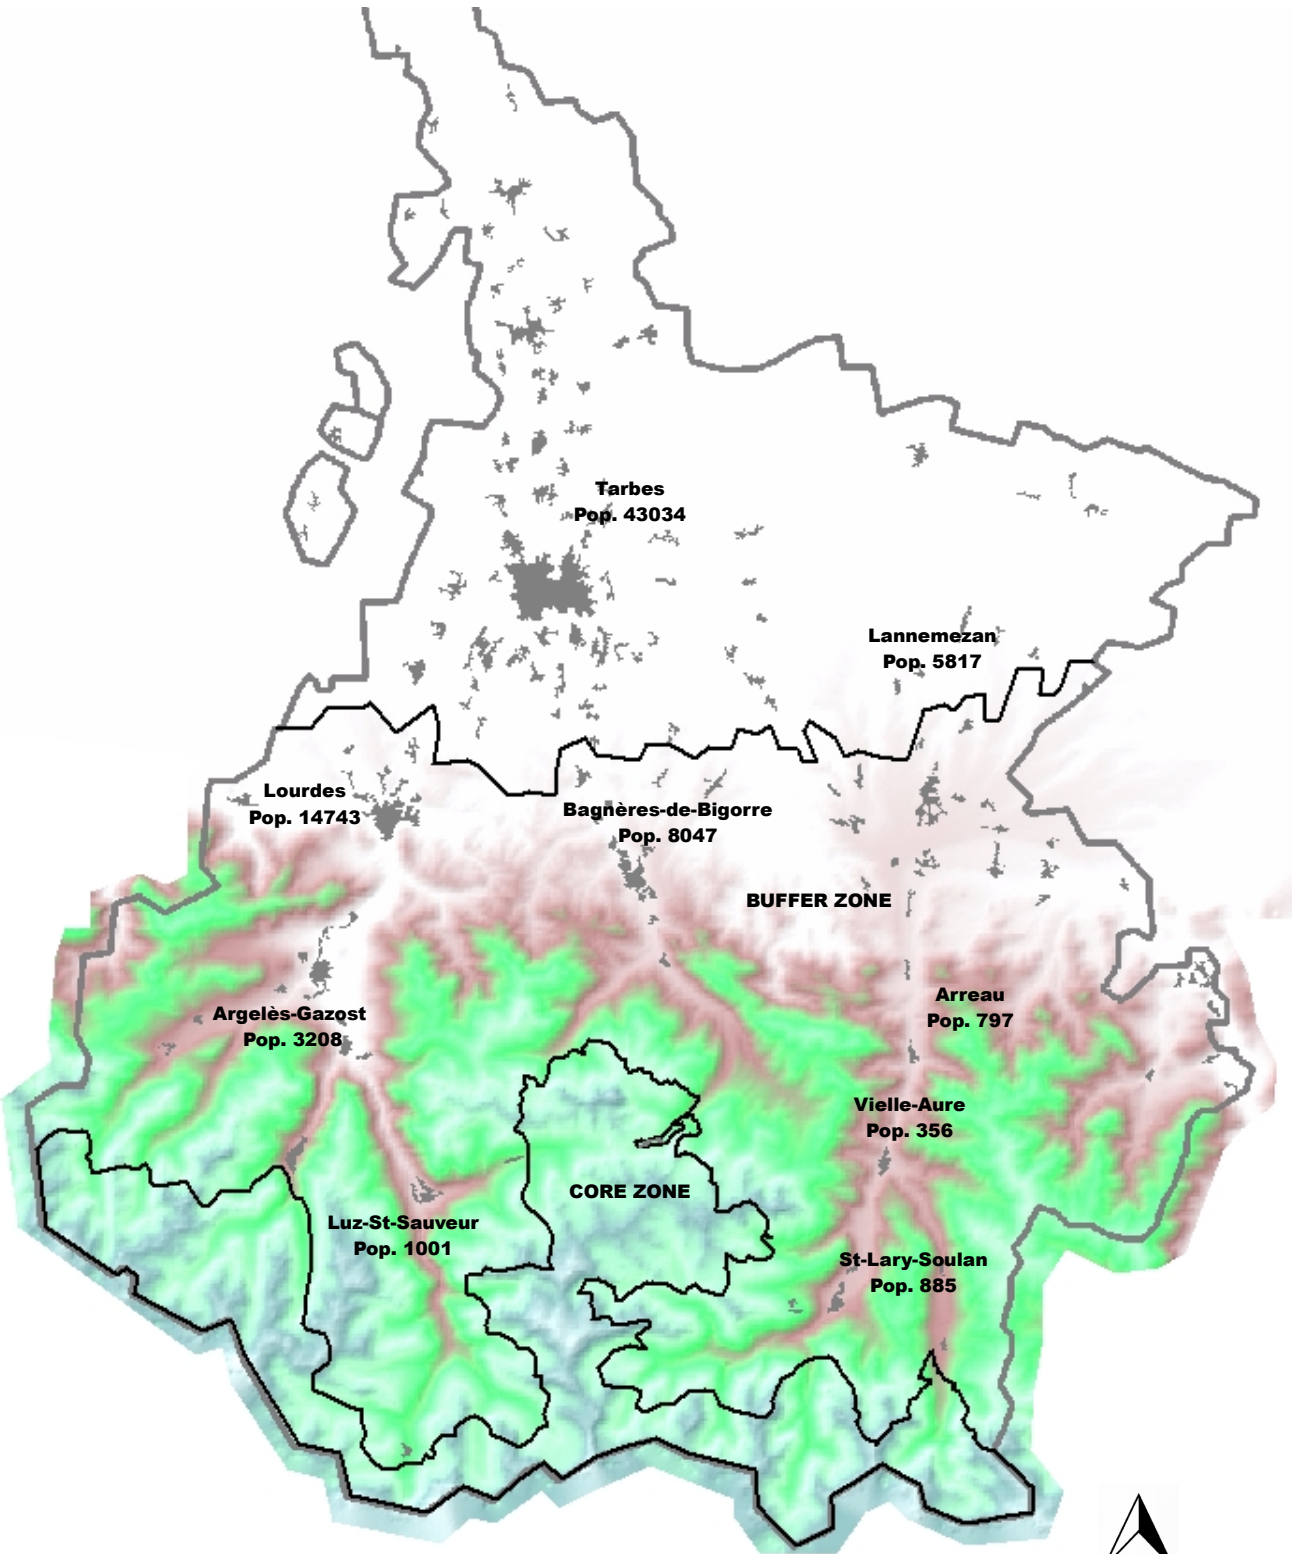 Tarbes
Pop. 43034
Lannemezan
Pop. 5817
Lourdes
Pop. 14743
Bagnères-de-Bigorre
Pop. 8047
BUFFER ZONE
Argelès-Gazost
Pop. 3208
Arreau
Pop. 797
Vielle-Aure
Pop. 356
CORE ZONE
Luz-St-Sauveur
Pop. 1001
St-Lary-Soulan
Pop. 885